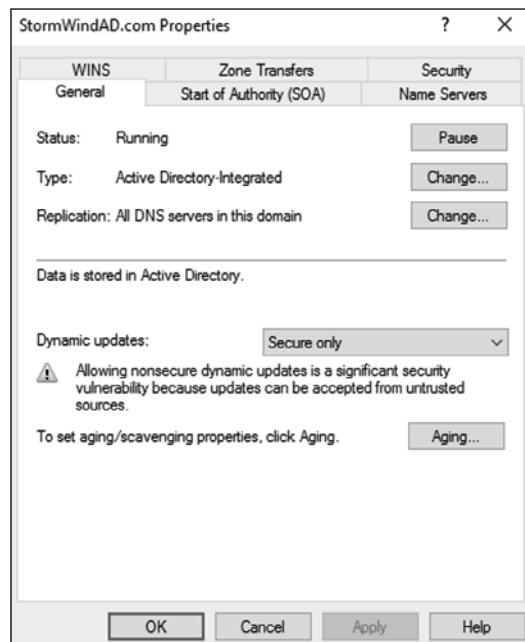 StormWindAD.com Properties ? X
WINS Zone Transfers Security
General Start of Authority (SOA) Name Servers
Status: Running Pause
Type: Active Directory-Integrated Change...
Replication: All DNS servers in this domain Change...
Data is stored in Active Directory.
Dynamic updates: Secure only
Allowing nonsecure dynamic updates is a significant security
vulnerability because updates can be accepted from untrusted
sources.
To set aging/scavenging properties, click Aging. Aging...
OK Cancel Apply Help